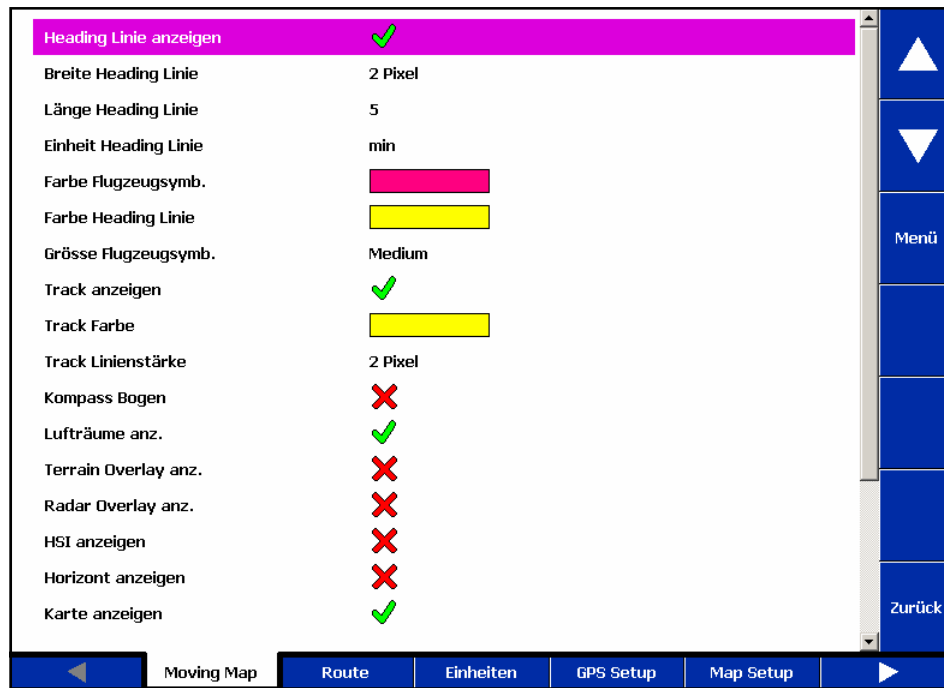 Heading Linie anzeigen
Breite Heading Linie 2 Pixel
Länge Heading Linie 5
Einheit Heading Linie min
Farbe Flugzeugsymb.
Farbe Heading Linie
Grösse Flugzeugsymb. Medium
Track anzeigen
Track Farbe
Track Linienstärke 2 Pixel
Kompass Bogen
Lufträume anz.
Terrain Overlay anz.
Radar Overlay anz.
HSI anzeigen
Horizont anzeigen
Karte anzeigen
Menü
Zurück
Moving Map Route Einheiten GPS Setup Map Setup